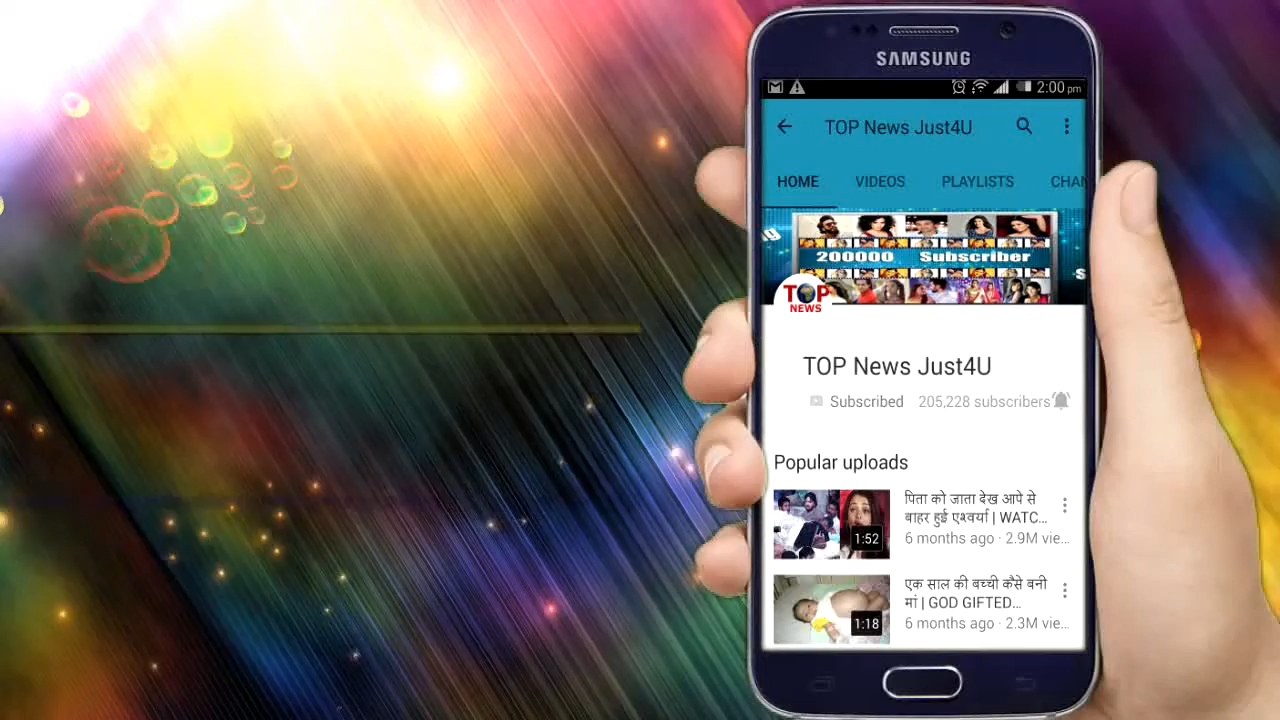 SAMSUNG
2:00 pm
TOP News Just4U
HOME VIDEOS PLAYLISTS CHAN
200000 Subscriber
TOP
NEWS
TOP News Just4U
Subscribed 205,228 subscribers
Popular uploads
पिता को जाता देख आपे से
बाहर हुई एश्वर्या | WATC...
1:52
6 months ago · 2.9M vie...
एक साल की बच्ची कैसे बनी
मां | GOD GIFTED...
1:18
6 months ago · 2.3M vie...